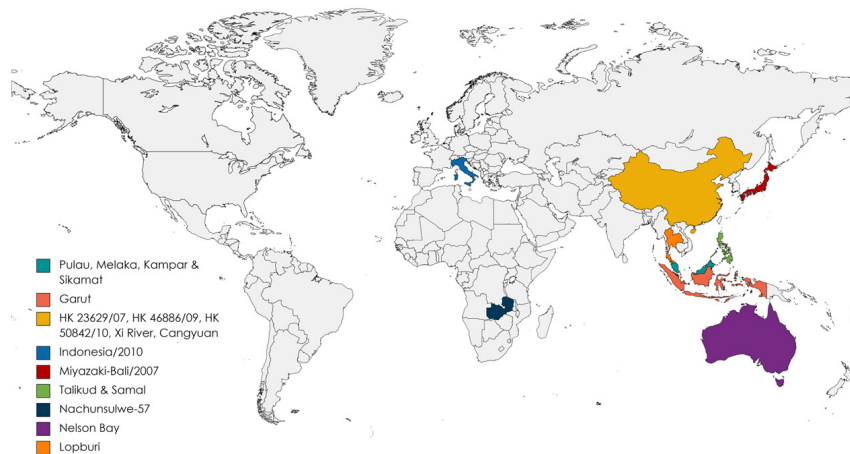 Pulau, Melaka, Kampar &
Sikamat
Garut
HK 23629/07, HK 46886/09, HK
50842/10, Xi River, Cangyuan
Indonesia/2010
Miyazaki-Bali/2007
Talikud & Samal
Nachunsulwe-57
Nelson Bay
Lopburi